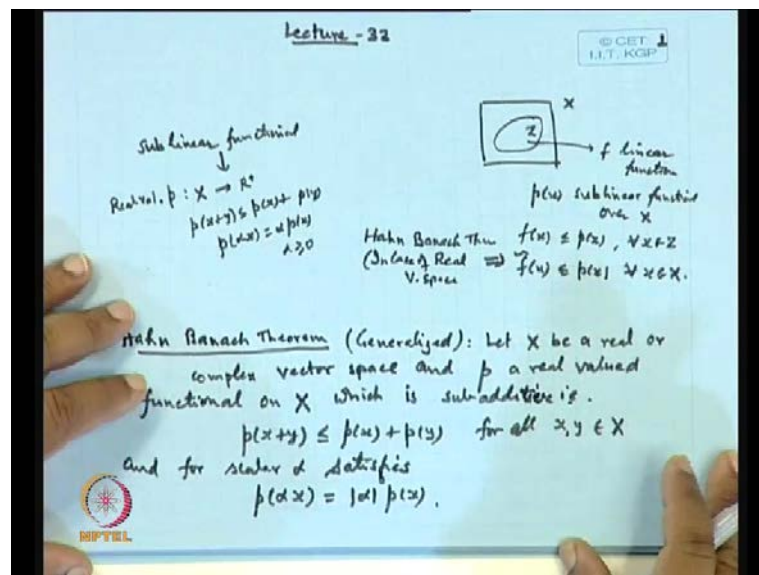 Lecture - 32
© CET 1
I.I.T. KGP
Sublinear functional
↓
Real val. p : X → R⁺
p(x+y) ≤ p(x) + p(y)
p(αx) = α p(x)
α ≥ 0
X
Z
→ f linear
function
p(x) sublinear function
over X
Hahn Banach Thm f(x) ≤ p(x), ∀ x ∈ Z
(In case of Real ⇒ f̃(x) ≤ p(x) ∀ x ∈ X.
V. space
Hahn Banach Theorem (Generalized): Let X be a real or
complex vector space and p a real valued
functional on X which is subadditive i.e.
p(x+y) ≤ p(x) + p(y) for all x, y ∈ X
And for scalar α satisfies
p(αx) = |α| p(x).
NPTEL